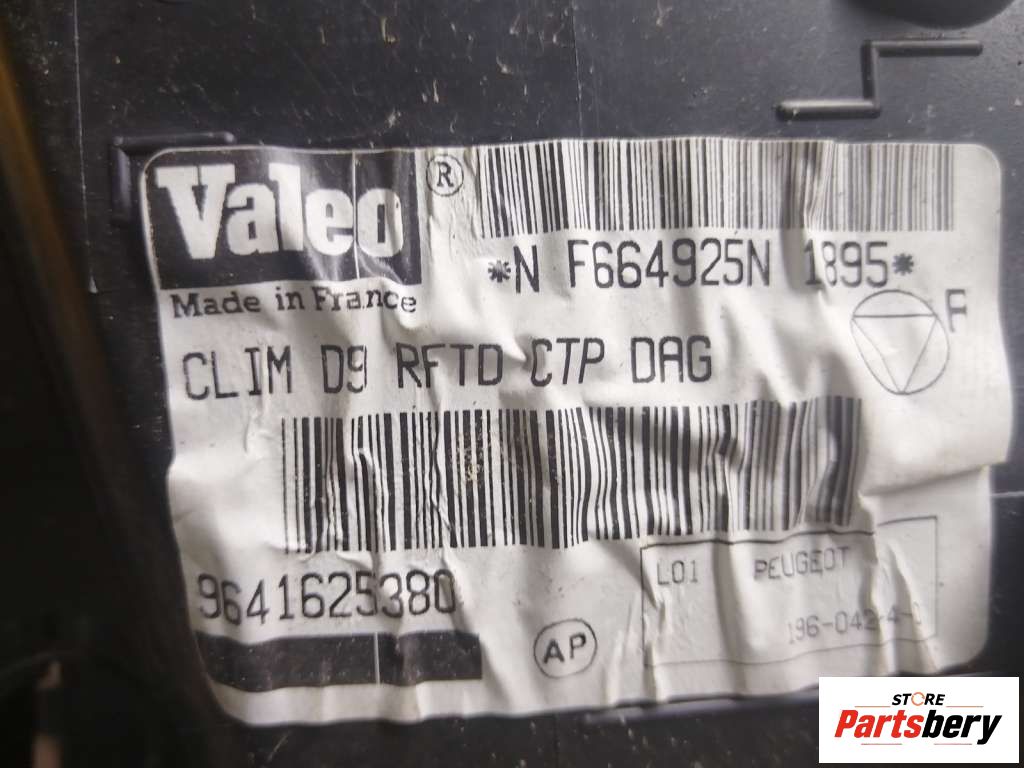 Valeo ®
*N F664925N 1895*
Made in France
F
CLIM D9 RFTD CTP DAG
9641625380
L01 PEUGEOT
AP
STORE
Partsbery